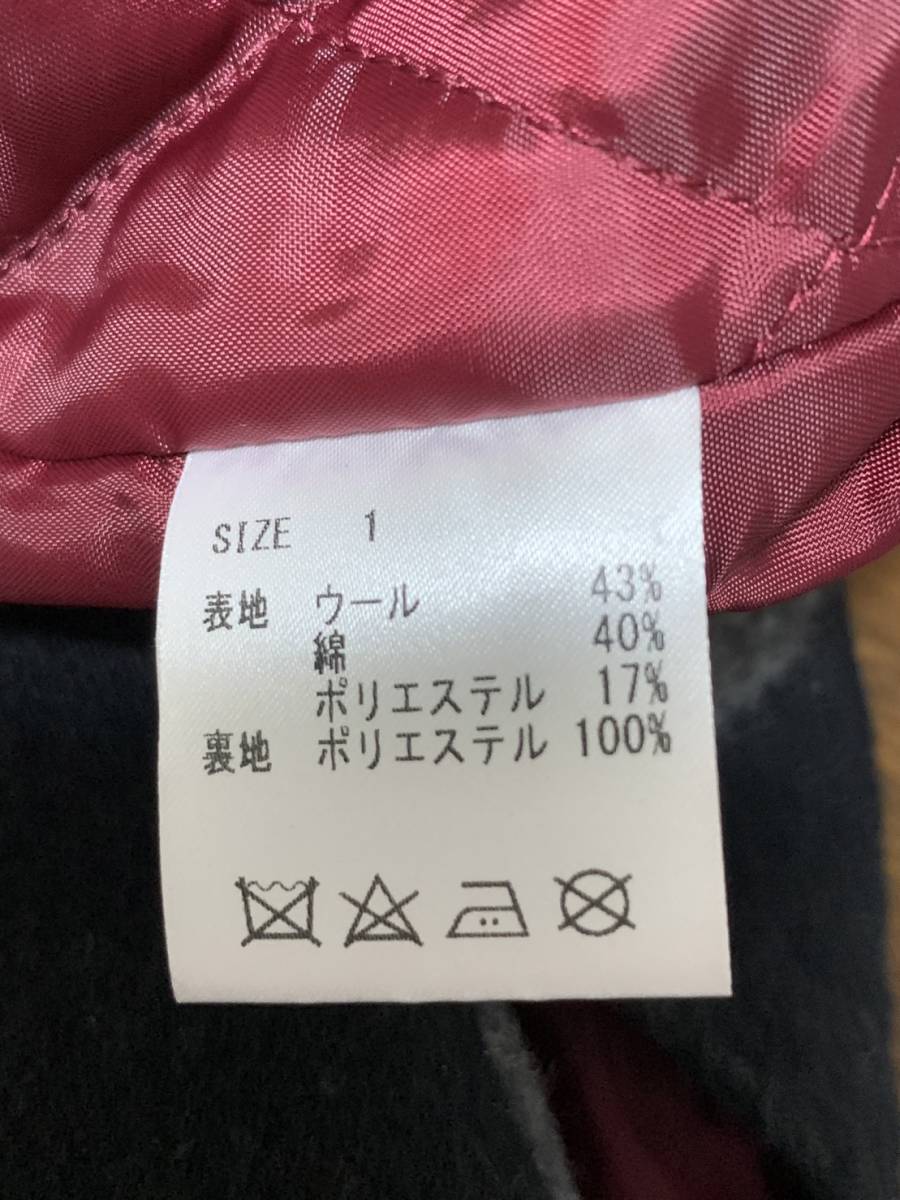 SIZE 1
表地 ウール 43%
綿 40%
ポリエステル 17%
裏地 ポリエステル 100%